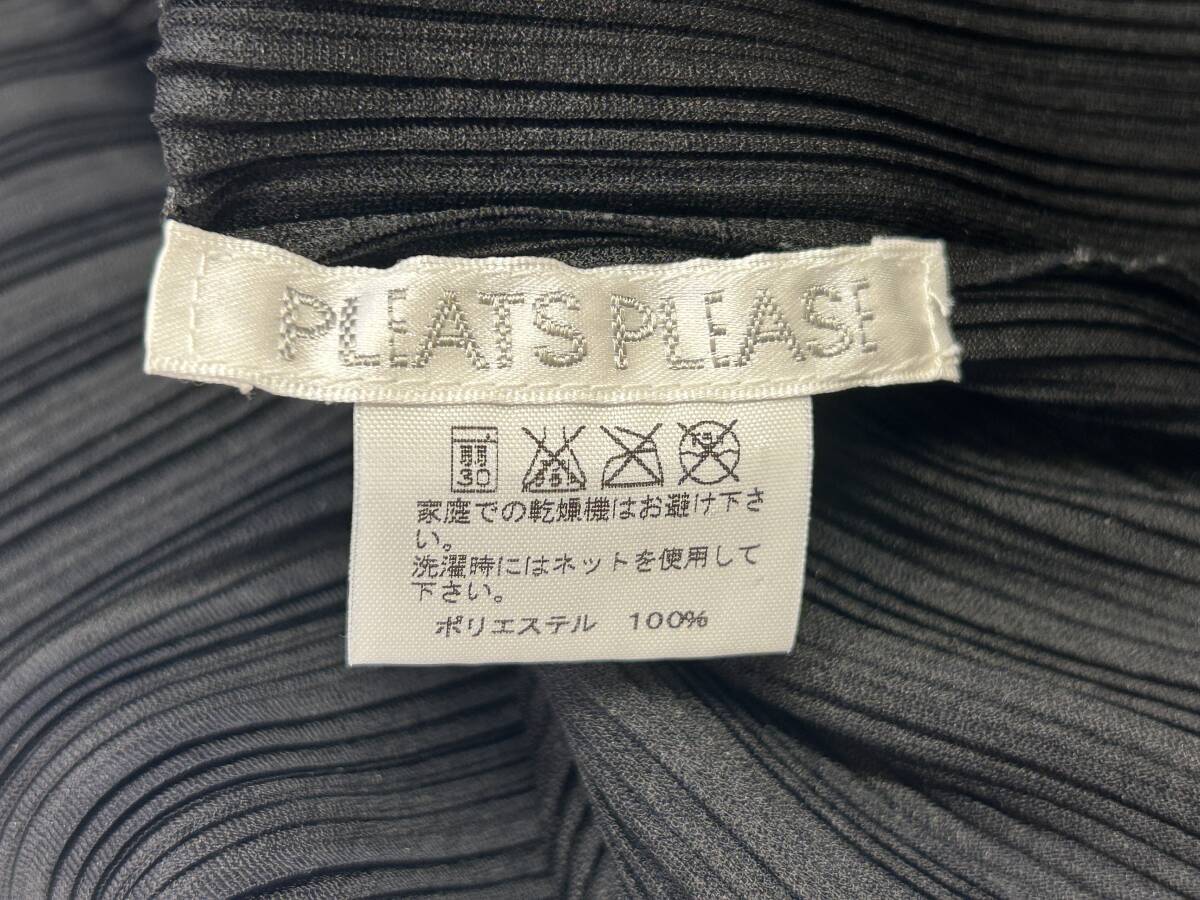 PLEATS PLEASE
弱
30
家庭での乾燥機はお避け下さ
い。
洗濯時にはネットを使用して
下さい。
ポリエステル 100%